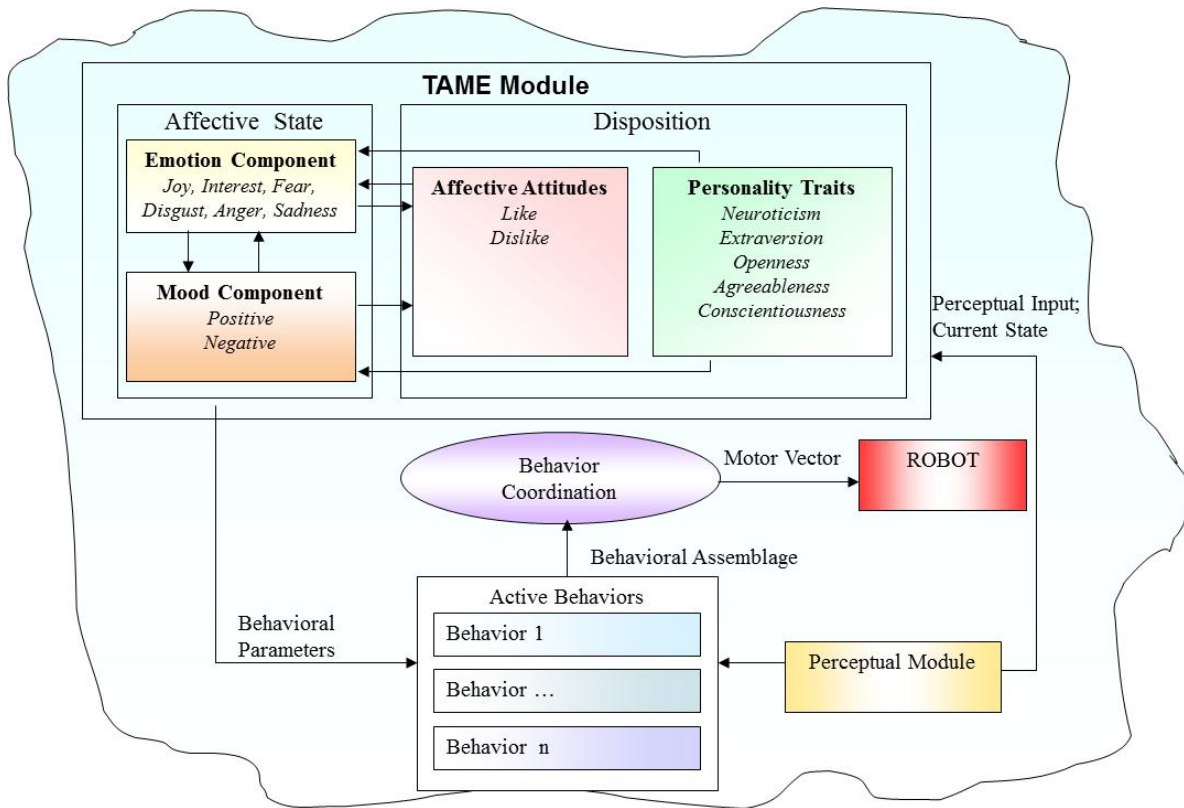 TAME Module
Affective State
Emotion Component
Joy, Interest, Fear,
Disgust, Anger, Sadness
Mood Component
Positive
Negative
Disposition
Affective Attitudes
Like
Dislike
Personality Traits
Neuroticism
Extraversion
Openness
Agreeableness
Conscientiousness
Perceptual Input;
Current State
Behavior
Coordination
Motor Vector
ROBOT
Behavioral Assemblage
Behavioral
Parameters
Active Behaviors
Behavior 1
Behavior …
Behavior n
Perceptual Module